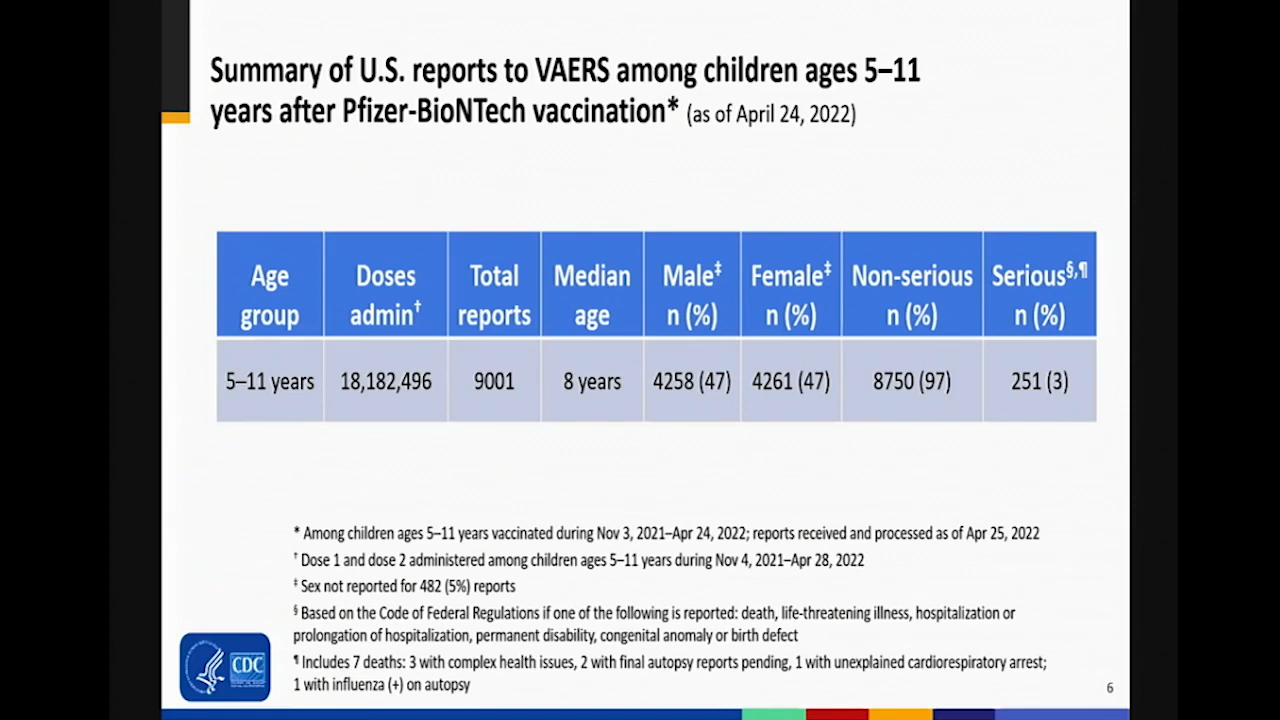 Summary of U.S. reports to VAERS among children ages 5–11
years after Pfizer-BioNTech vaccination* (as of April 24, 2022)
Age group
Doses admin†
Total reports
Median age
Male‡ n (%)
Female‡ n (%)
Non-serious n (%)
Serious§,¶ n (%)
5–11 years
18,182,496
9001
8 years
4258 (47)
4261 (47)
8750 (97)
251 (3)
* Among children ages 5–11 years vaccinated during Nov 3, 2021–Apr 24, 2022; reports received and processed as of Apr 25, 2022
† Dose 1 and dose 2 administered among children ages 5–11 years during Nov 4, 2021–Apr 28, 2022
‡ Sex not reported for 482 (5%) reports
§ Based on the Code of Federal Regulations if one of the following is reported: death, life-threatening illness, hospitalization or
prolongation of hospitalization, permanent disability, congenital anomaly or birth defect
¶ Includes 7 deaths: 3 with complex health issues, 2 with final autopsy reports pending, 1 with unexplained cardiorespiratory arrest;
1 with influenza (+) on autopsy
CDC
6